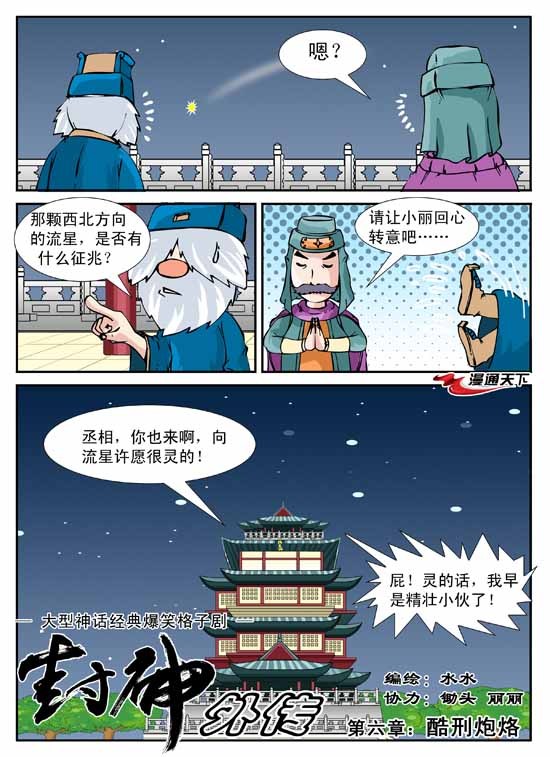 嗯？
那颗西北方向
的流星，是否有
什么征兆？
请让小丽回心
转意吧……
漫通天下
丞相，你也来啊，向
流星许愿很灵的！
屁！灵的话，我早
是精壮小伙了！
大型神话经典爆笑格子剧
封神
外传
编绘：水水
协力：锄头 丽丽
第六章：酷刑炮烙